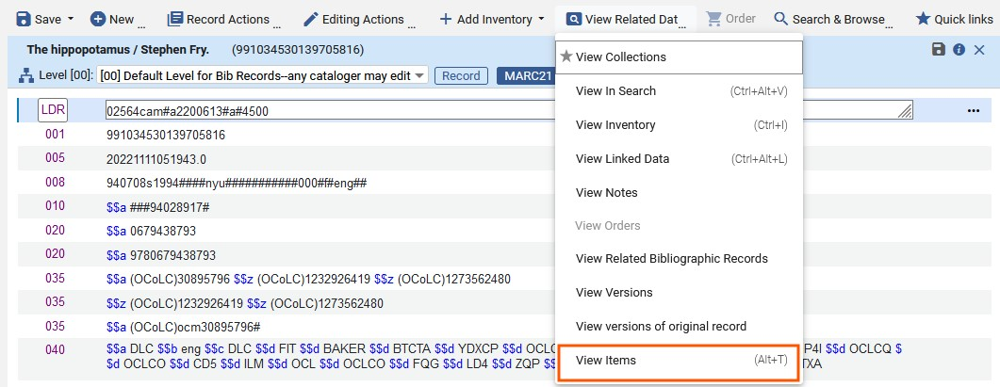 Save New ... Record Actions ... Editing Actions ... Add Inventory View Related Dat... Order Search & Browse... Quick links
The hippopotamus / Stephen Fry. (991034530139705816)
Level [00]: [00] Default Level for Bib Records--any cataloger may edit Record MARC21
View Collections
LDR 02564cam#a2200613#a#4500
View In Search (Ctrl+Alt+V)
001 991034530139705816
View Inventory (Ctrl+I)
005 20221111051943.0
View Linked Data (Ctrl+Alt+L)
008 940708s1994####nyu###########000#f#eng##
View Notes
010 $$a ###94028917#
View Orders
020 $$a 0679438793
020 $$a 9780679438793
View Related Bibliographic Records
035 $$a (OCoLC)30895796 $$z (OCoLC)1232926419 $$z (OCoLC)1273562480
View Versions
035 $$z (OCoLC)1232926419 $$z (OCoLC)1273562480
035 $$a (OCoLC)ocm30895796#
View versions of original record
040 $$a DLC $$b eng $$c DLC $$d FIT $$d BAKER $$d BTCTA $$d YDXCP $$d OCLC P4I $$d OCLCQ $
$d OCLCO $$d CD5 $$d ILM $$d OCL $$d OCLCO $$d FQG $$d LD4 $$d ZQP $$ TXA
View Items (Alt+T)